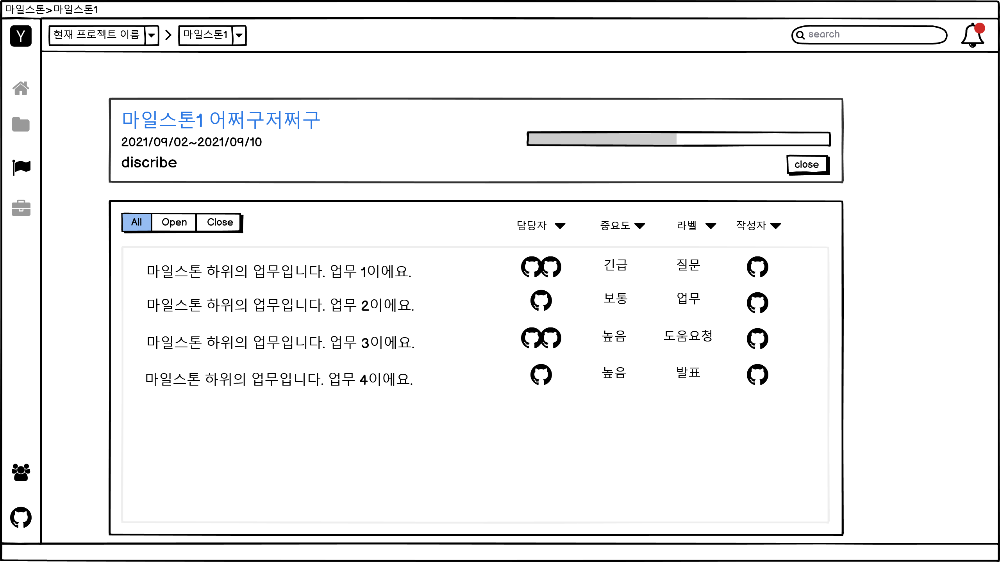 마일스톤>마일스톤1
Y
현재 프로젝트 이름 마일스톤1 search
마일스톤1 어쩌구저쩌구
2021/09/02~2021/09/10
discribe
close
All Open Close 담당자 중요도 라벨 작성자
마일스톤 하위의 업무입니다. 업무 1이에요. 긴급 질문
마일스톤 하위의 업무입니다. 업무 2이에요. 보통 업무
마일스톤 하위의 업무입니다. 업무 3이에요. 높음 도움요청
마일스톤 하위의 업무입니다. 업무 4이에요. 높음 발표